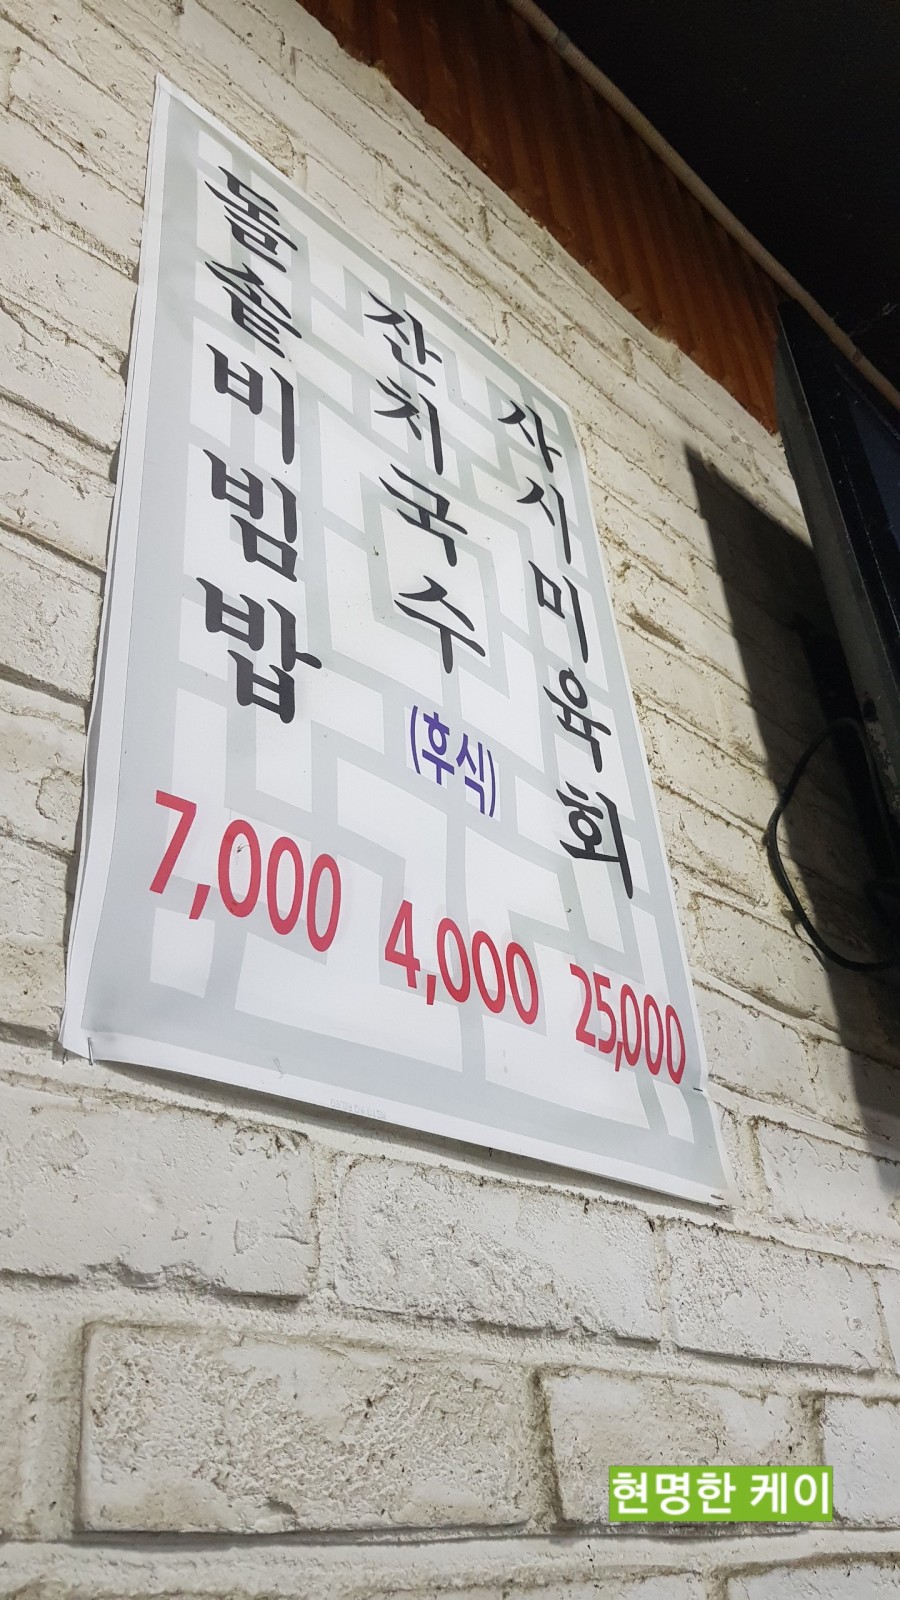 돌솥비빔밥
7,000
잔치국수
(후식)
4,000
사시미육회
25,000
현명한 케이